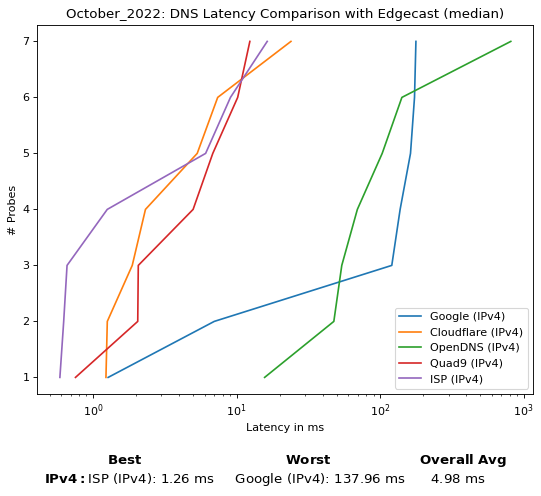 October_2022: DNS Latency Comparison with Edgecast (median)
7
6
5
4
3
2
1
# Probes
Google (IPv4)
Cloudflare (IPv4)
OpenDNS (IPv4)
Quad9 (IPv4)
ISP (IPv4)
10⁰ 10¹ 10² 10³
Latency in ms
Best Worst Overall Avg
IPv4: ISP (IPv4): 1.26 ms Google (IPv4): 137.96 ms 4.98 ms